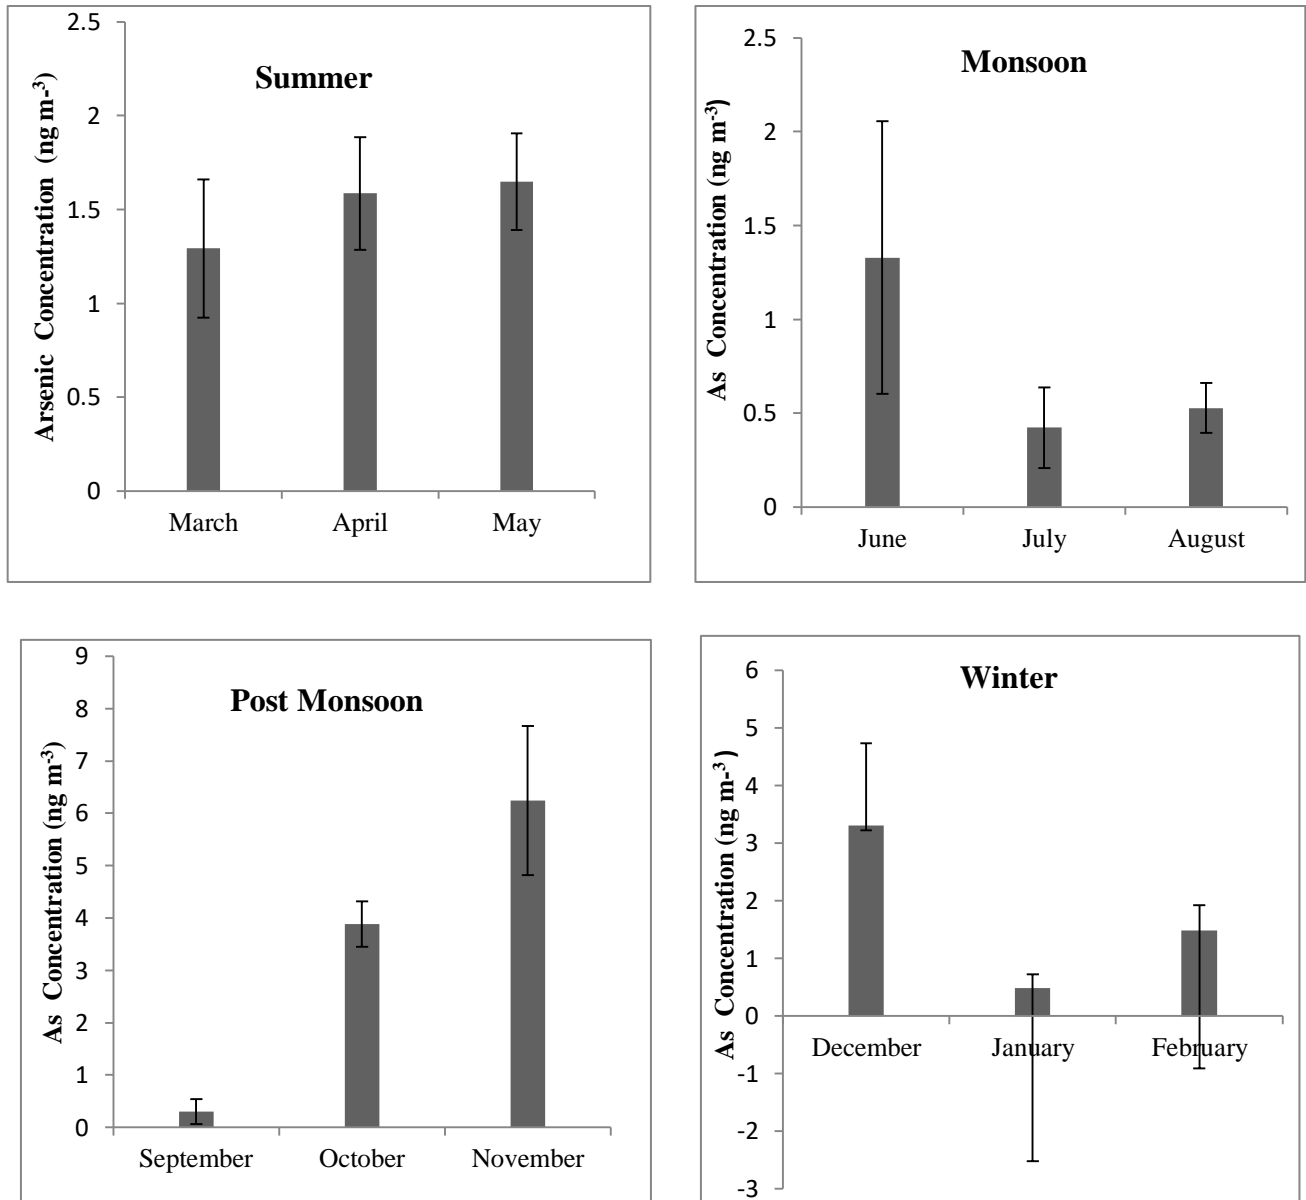 Summer
Arsenic Concentration (ng m-³)
2.5
2
1.5
1
0.5
0
March April May
Monsoon
As Concentration (ng m⁻³)
2.5
2
1.5
1
0.5
0
June July August
Post Monsoon
As Concentration (ng m⁻³)
9
8
7
6
5
4
3
2
1
0
September October November
Winter
As Concentration (ng m-³)
6
5
4
3
2
1
0
-1
-2
-3
December January February